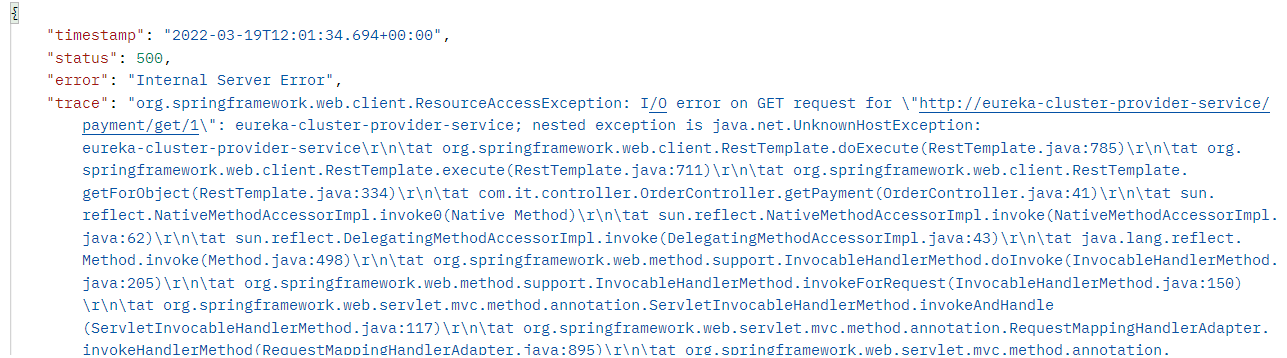 {
"timestamp": "2022-03-19T12:01:34.694+00:00",
"status": 500,
"error": "Internal Server Error",
"trace": "org.springframework.web.client.ResourceAccessException: I/O error on GET request for \"http://eureka-cluster-provider-service/
payment/get/1\": eureka-cluster-provider-service; nested exception is java.net.UnknownHostException:
eureka-cluster-provider-service\r\n\tat org.springframework.web.client.RestTemplate.doExecute(RestTemplate.java:785)\r\n\tat org.
springframework.web.client.RestTemplate.execute(RestTemplate.java:711)\r\n\tat org.springframework.web.client.RestTemplate.
getForObject(RestTemplate.java:334)\r\n\tat com.it.controller.OrderController.getPayment(OrderController.java:41)\r\n\tat sun.
reflect.NativeMethodAccessorImpl.invoke0(Native Method)\r\n\tat sun.reflect.NativeMethodAccessorImpl.invoke(NativeMethodAccessorImpl.
java:62)\r\n\tat sun.reflect.DelegatingMethodAccessorImpl.invoke(DelegatingMethodAccessorImpl.java:43)\r\n\tat java.lang.reflect.
Method.invoke(Method.java:498)\r\n\tat org.springframework.web.method.support.InvocableHandlerMethod.doInvoke(InvocableHandlerMethod.
java:205)\r\n\tat org.springframework.web.method.support.InvocableHandlerMethod.invokeForRequest(InvocableHandlerMethod.java:150)
\r\n\tat org.springframework.web.servlet.mvc.method.annotation.ServletInvocableHandlerMethod.invokeAndHandle
(ServletInvocableHandlerMethod.java:117)\r\n\tat org.springframework.web.servlet.mvc.method.annotation.RequestMappingHandlerAdapter.
invokeHandlerMethod(RequestMappingHandlerAdapter.java:895)\r\n\tat org.springframework.web.servlet.mvc.method.annotation.